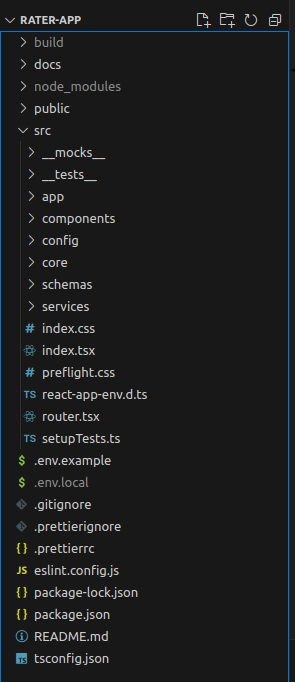 RATER-APP
build
docs
node_modules
public
src
__mocks__
__tests__
app
components
config
core
schemas
services
# index.css
index.tsx
# preflight.css
TS react-app-env.d.ts
router.tsx
TS setupTests.ts
$ .env.example
$ .env.local
.gitignore
.prettierignore
{ } .prettierrc
JS eslint.config.js
{ } package-lock.json
{ } package.json
README.md
TS tsconfig.json